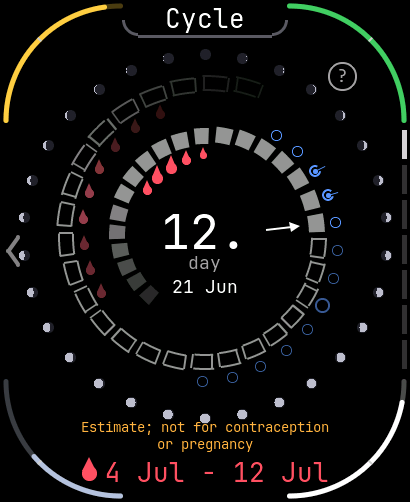 Cycle
?
12.
day
21 Jun
Estimate; not for contraception
or pregnancy
4 Jul - 12 Jul